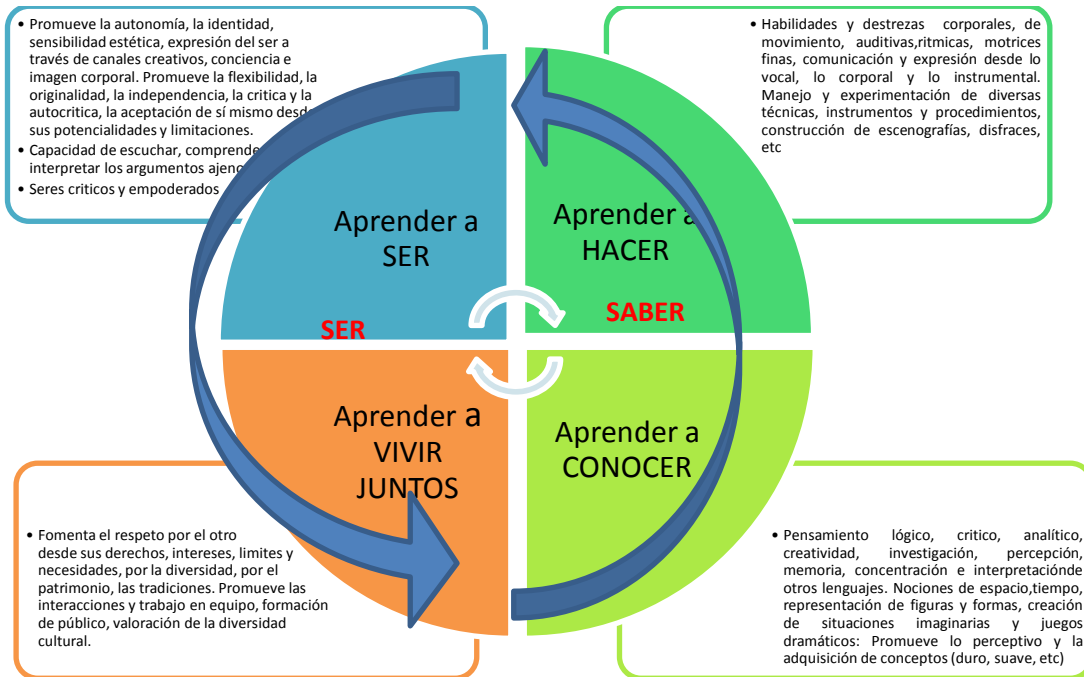 • Promueve la autonomía, la identidad,
sensibilidad estética, expresión del ser a
través de canales creativos, conciencia e
imagen corporal. Promueve la flexibilidad, la
originalidad, la independencia, la critica y la
autocritica, la aceptación de sí mismo desde
sus potencialidades y limitaciones.
• Capacidad de escuchar, comprende
interpretar los argumentos ajeno
• Seres criticos y empoderados
• Habilidades y destrezas corporales, de
movimiento, auditivas,ritmicas, motrices
finas, comunicación y expresión desde lo
vocal, lo corporal y lo instrumental.
Manejo y experimentación de diversas
técnicas, instrumentos y procedimientos,
construcción de escenografías, disfraces,
etc
Aprender a
SER
Aprender a
HACER
SER
SABER
Aprender a
VIVIR
JUNTOS
Aprender a
CONOCER
• Fomenta el respeto por el otro
desde sus derechos, intereses, limites y
necesidades, por la diversidad, por el
patrimonio, las tradiciones. Promueve las
interacciones y trabajo en equipo, formación
de público, valoración de la diversidad
cultural.
• Pensamiento lógico, critico, analítico,
creatividad, investigación, percepción,
memoria, concentración e interpretaciónde
otros lenguajes. Nociones de espacio,tiempo,
representación de figuras y formas, creación
de situaciones imaginarias y juegos
dramáticos: Promueve lo perceptivo y la
adquisición de conceptos (duro, suave, etc)